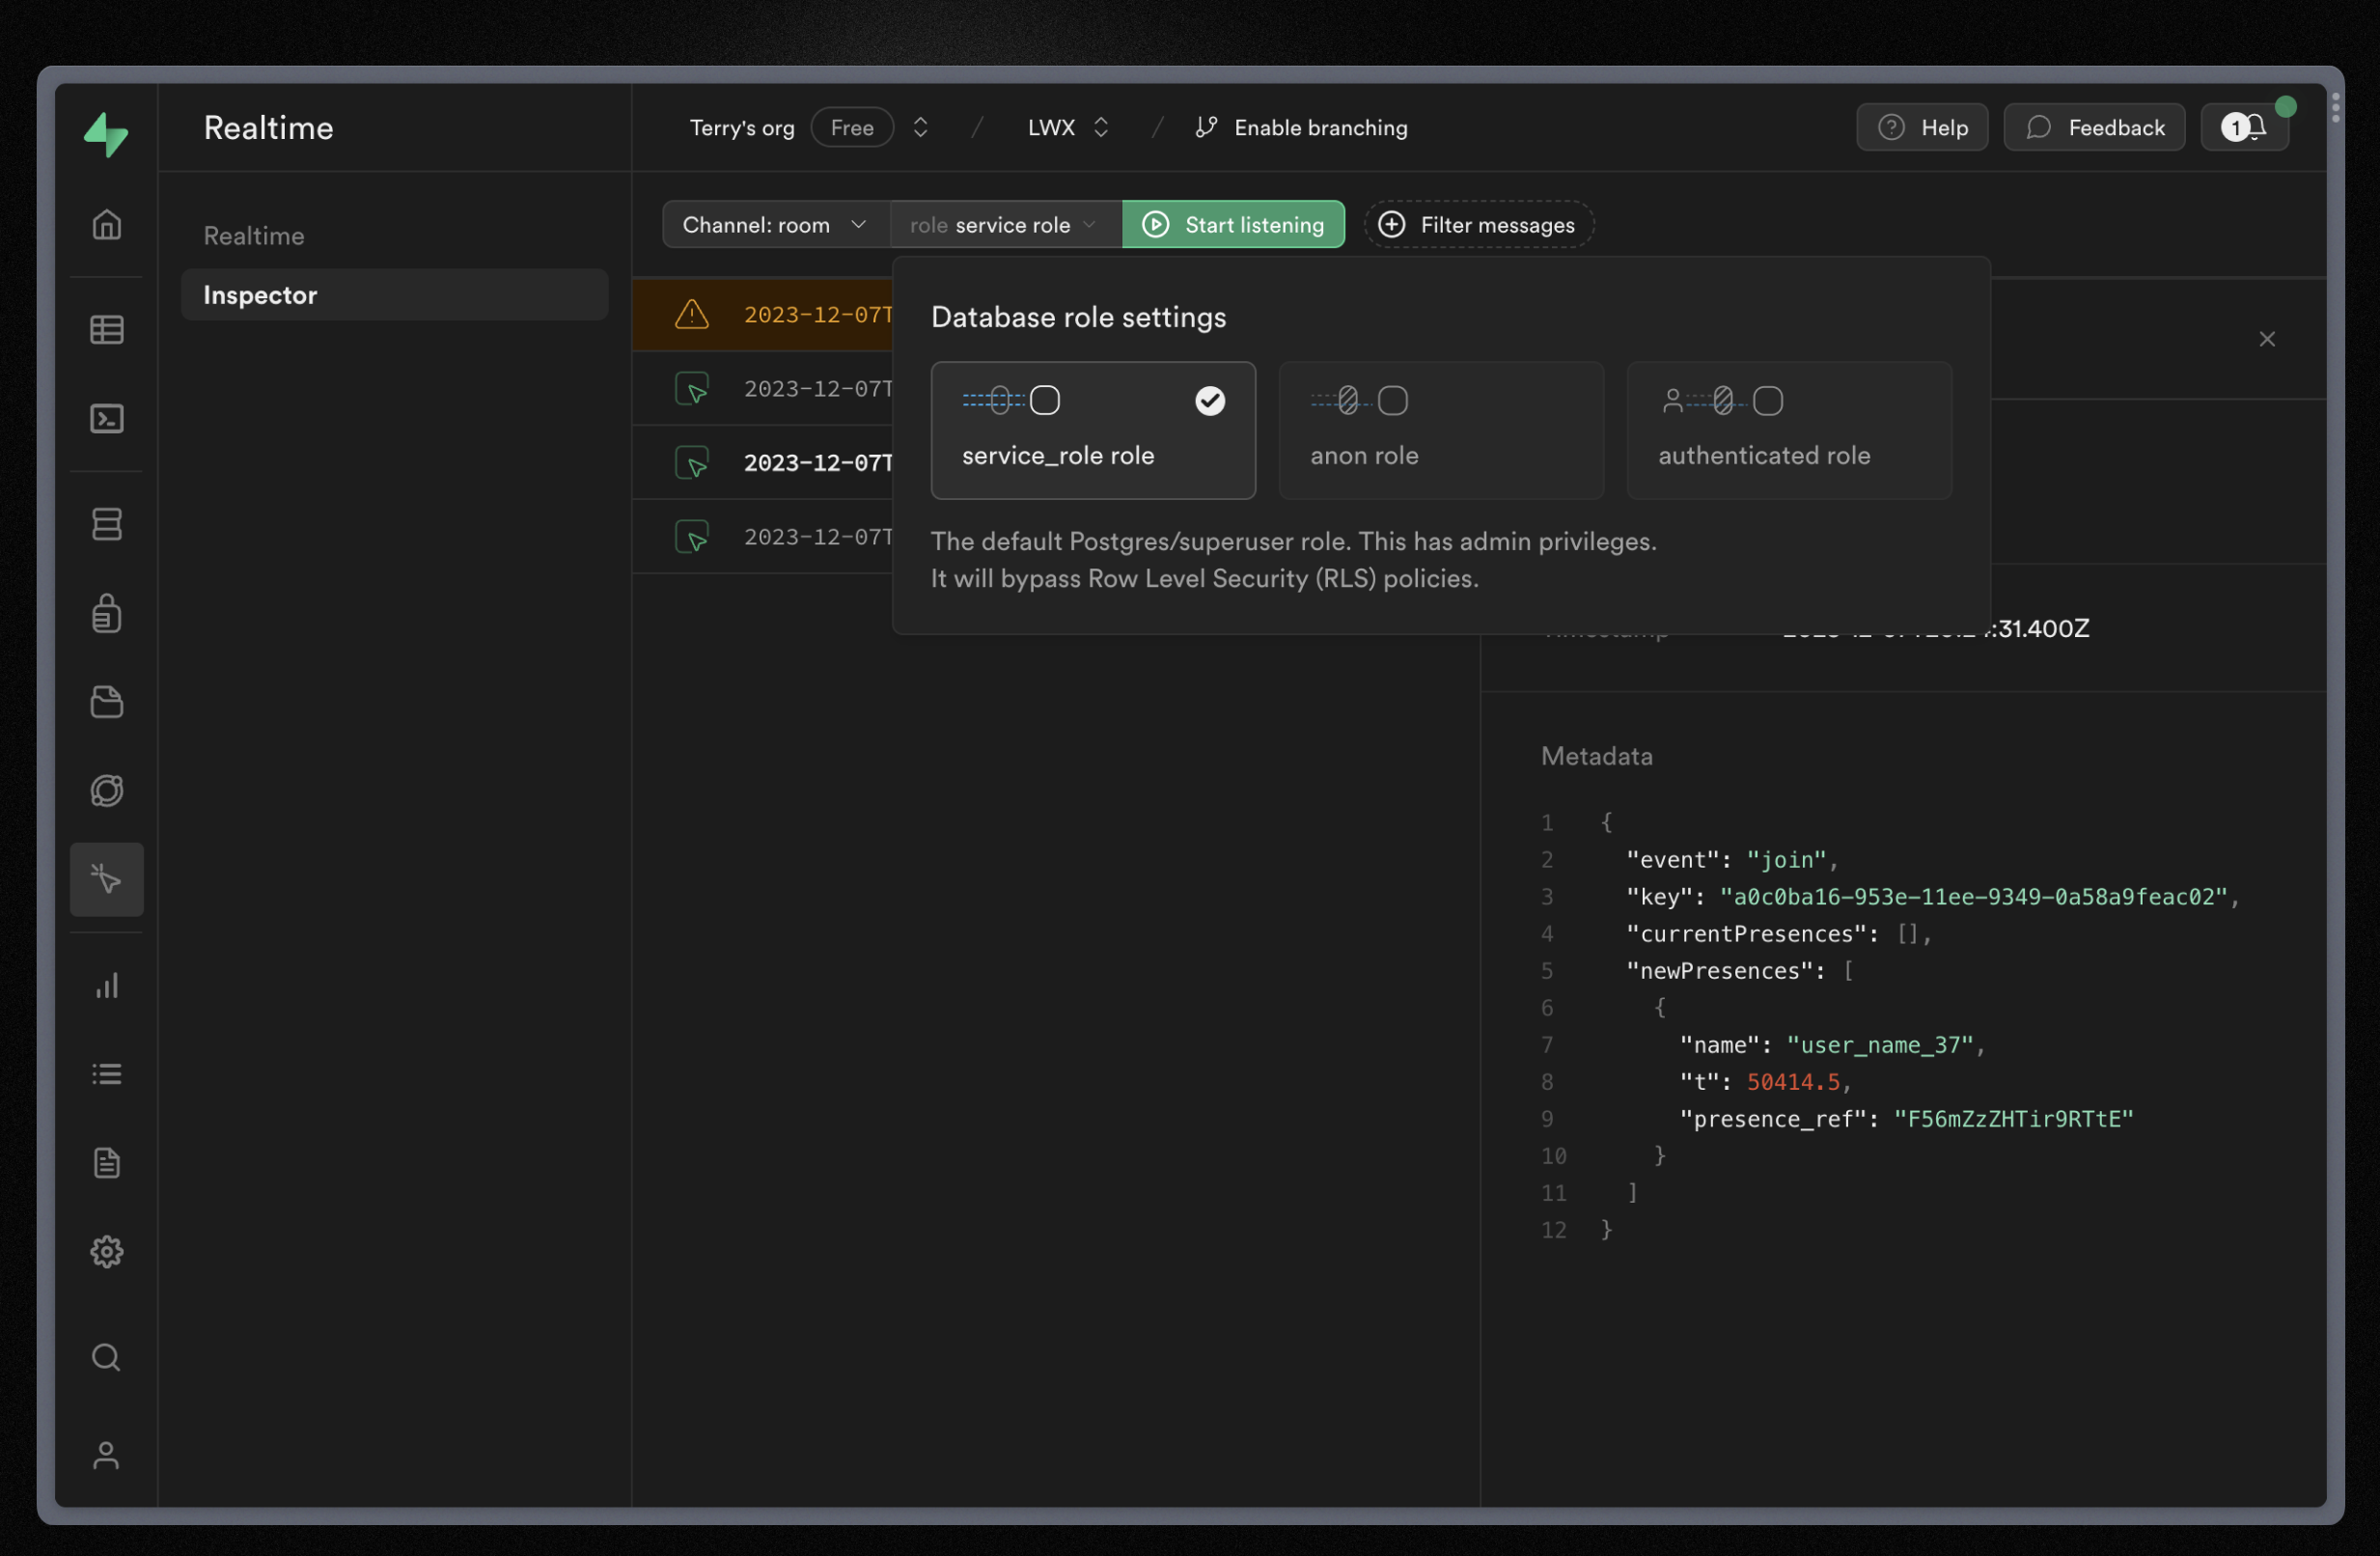 Realtime
Terry's org Free / LWX / Enable branching
Help
Feedback
1
Realtime
Inspector
Channel: room
role service role
Start listening
Filter messages
2023-12-07T
2023-12-07T
2023-12-07T
2023-12-07T
Database role settings
service_role role
anon role
authenticated role
The default Postgres/superuser role. This has admin privileges.
It will bypass Row Level Security (RLS) policies.
:31.400Z
Metadata
1 {
2 "event": "join",
3 "key": "a0c0ba16-953e-11ee-9349-0a58a9feac02",
4 "currentPresences": [],
5 "newPresences": [
6 {
7 "name": "user_name_37",
8 "t": 50414.5,
9 "presence_ref": "F56mZzZHTir9RTtE"
10 }
11 ]
12 }